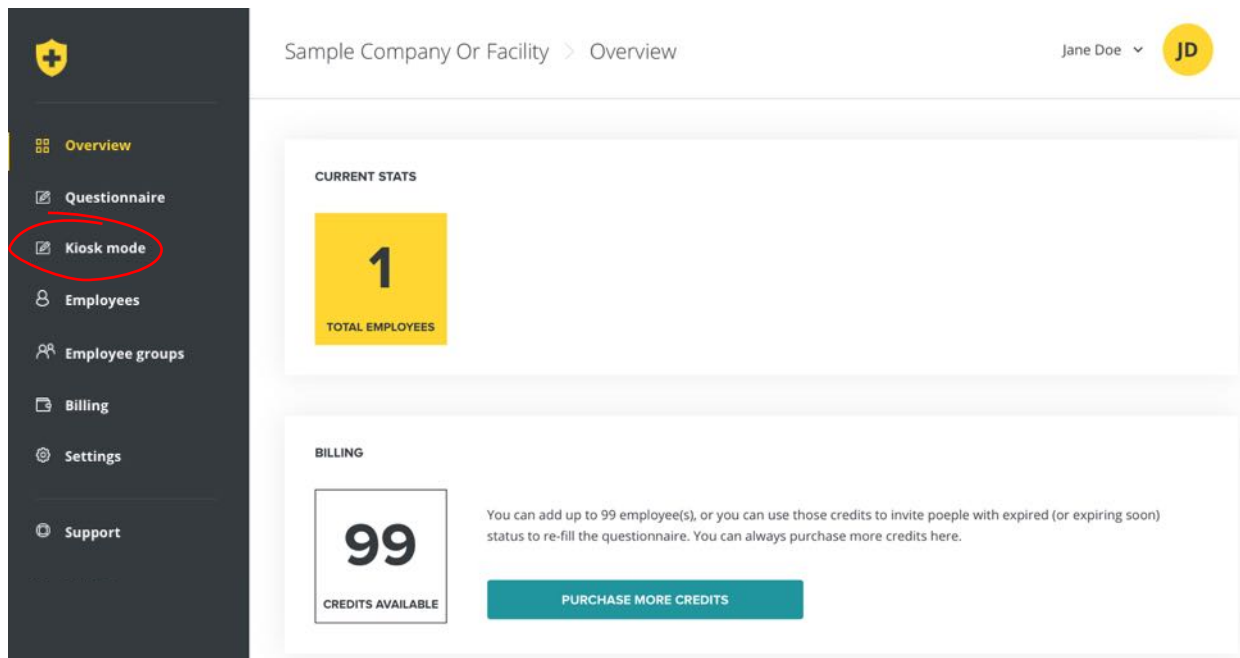 Sample Company Or Facility > Overview
Jane Doe
JD
Overview
Questionnaire
Kiosk mode
Employees
Employee groups
Billing
Settings
Support
CURRENT STATS
1
TOTAL EMPLOYEES
BILLING
99
CREDITS AVAILABLE
You can add up to 99 employee(s), or you can use those credits to invite poeple with expired (or expiring soon)
status to re-fill the questionnaire. You can always purchase more credits here.
PURCHASE MORE CREDITS